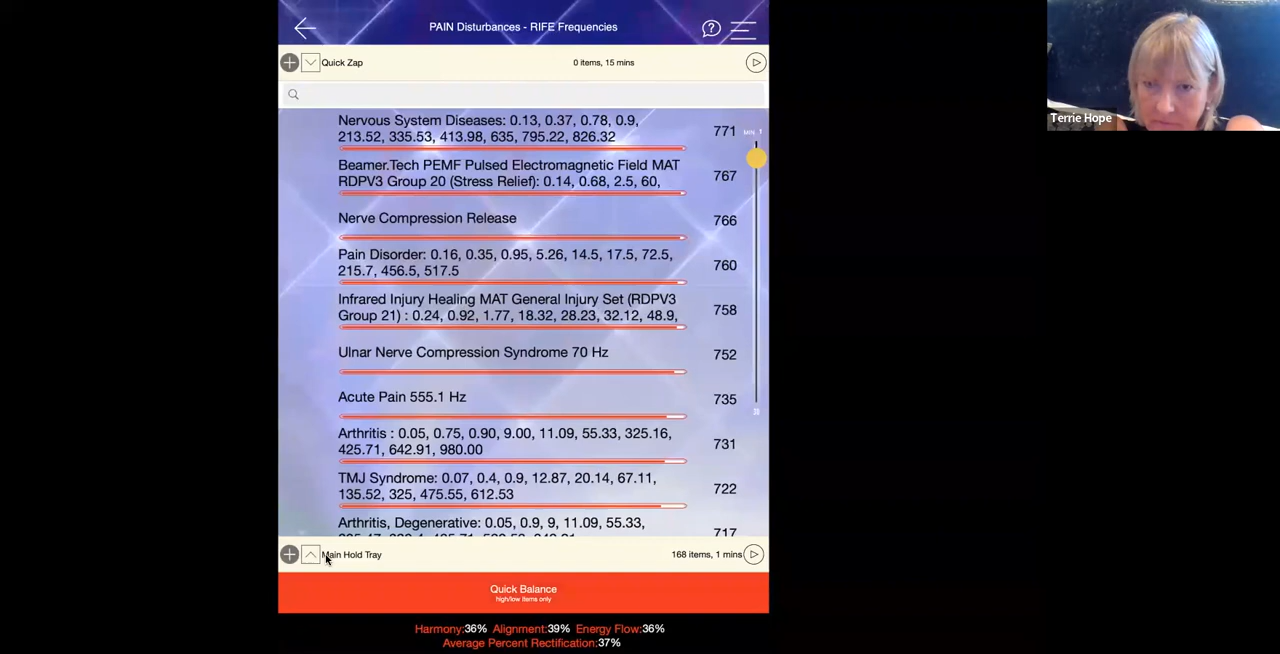 PAIN Disturbances - RIFE Frequencies
Quick Zap
0 items, 15 mins
Nervous System Diseases: 0.13, 0.37, 0.78, 0.9,
213.52, 335.53, 413.98, 635, 795.22, 826.32
771
MIN. 1
Beamer.Tech PEMF Pulsed Electromagnetic Field MAT
RDPV3 Group 20 (Stress Relief): 0.14, 0.68, 2.5, 60,
767
Nerve Compression Release
766
Pain Disorder: 0.16, 0.35, 0.95, 5.26, 14.5, 17.5, 72.5,
215.7, 456.5, 517.5
760
Infrared Injury Healing MAT General Injury Set (RDPV3
Group 21) : 0.24, 0.92, 1.77, 18.32, 28.23, 32.12, 48.9,
758
Ulnar Nerve Compression Syndrome 70 Hz
752
Acute Pain 555.1 Hz
735
Arthritis : 0.05, 0.75, 0.90, 9.00, 11.09, 55.33, 325.16,
425.71, 642.91, 980.00
731
TMJ Syndrome: 0.07, 0.4, 0.9, 12.87, 20.14, 67.11,
135.52, 325, 475.55, 612.53
722
Arthritis, Degenerative: 0.05, 0.9, 9, 11.09, 55.33,
717
Main Hold Tray
168 items, 1 mins
Quick Balance
high/low items only
Harmony:36% Alignment:39% Energy Flow:36%
Average Percent Rectification:37%
Terrie Hope